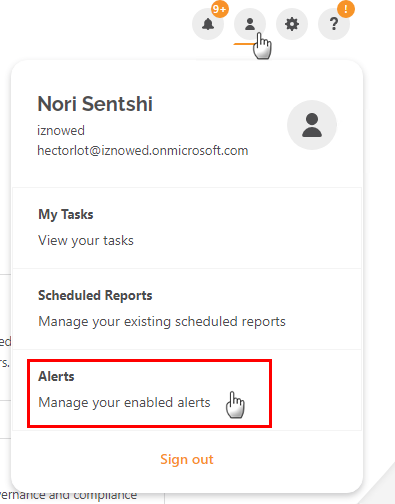 9+
!
?
Nori Sentshi
iznowed
hectorlot@iznowed.onmicrosoft.com
My Tasks
View your tasks
Scheduled Reports
Manage your existing scheduled reports
ed
rs.
Alerts
Manage your enabled alerts
Sign out
vernance and compliance